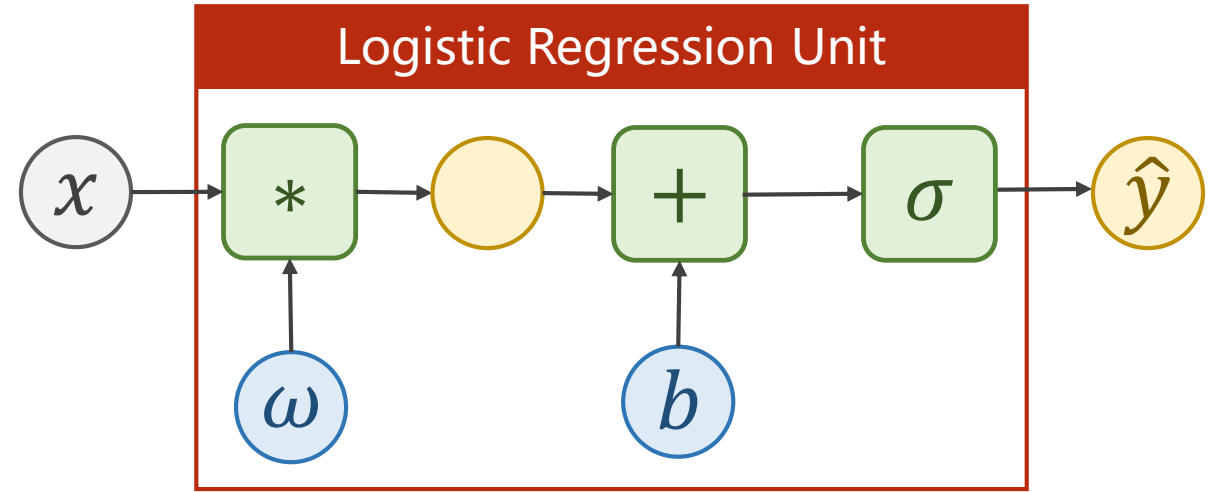 Logistic Regression Unit
x
*
+
σ
ŷ
ω
b